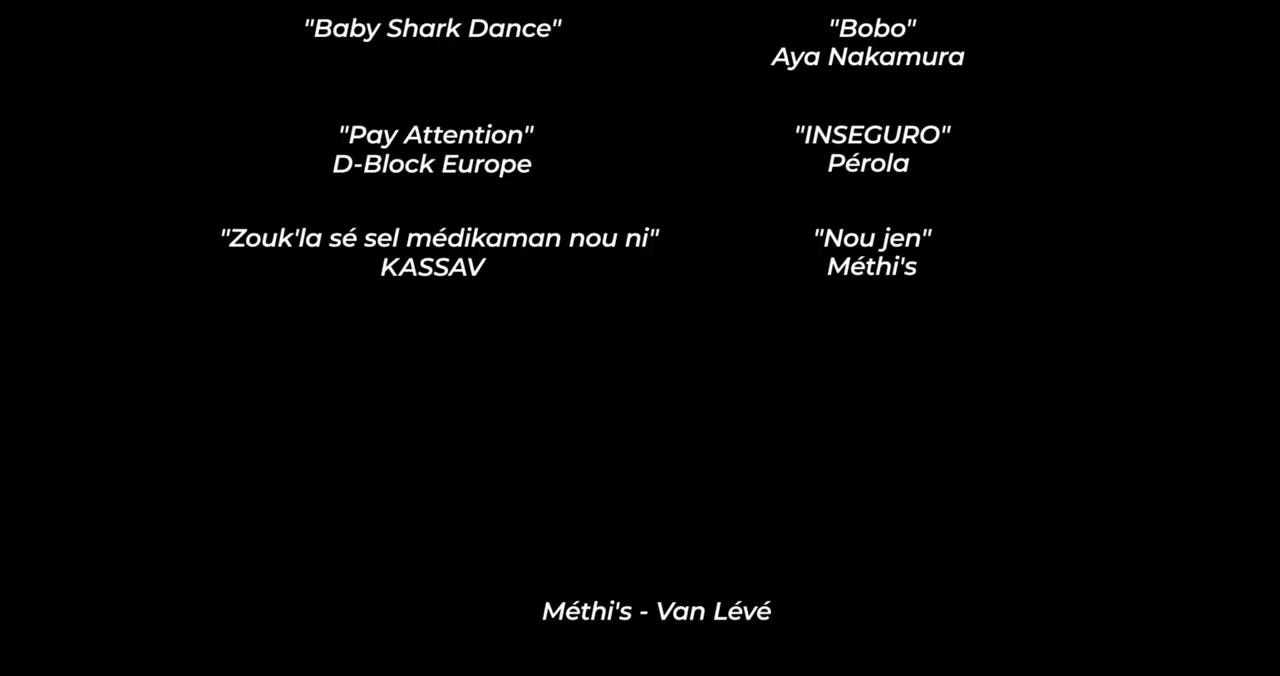 "Baby Shark Dance"
"Bobo"
Aya Nakamura
"Pay Attention"
D-Block Europe
"INSEGURO"
Pérola
"Zouk'la sé sel médikaman nou ni"
KASSAV
"Nou jen"
Méthi's
Méthi's - Van Lévé